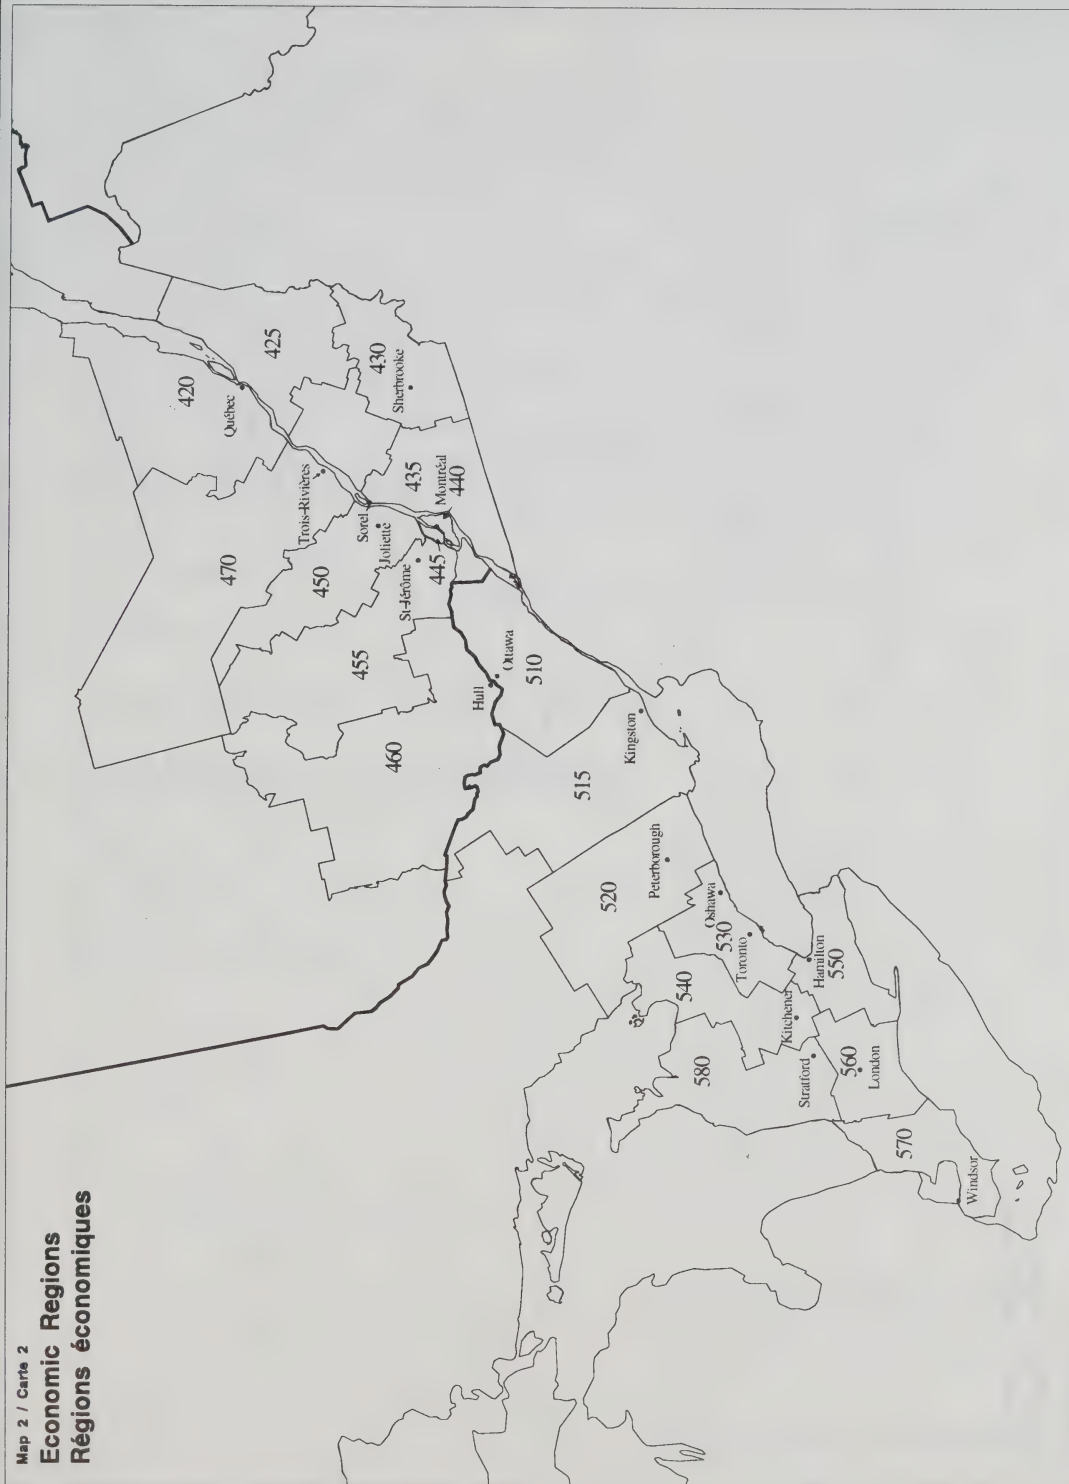 Map 2 / Carte 2
Economic Regions
Régions économiques
420
Québec
425
430
Sherbrooke
470
Trois-Rivières
Sorel
Joliette
450
435
Montréal
440
445
St-Jérôme
455
460
Hull
Ottawa
510
515
Kingston
520
Peterborough
Oshawa
530
Toronto
540
Hamilton
550
Kitchener
580
Stratford
560
London
570
Windsor